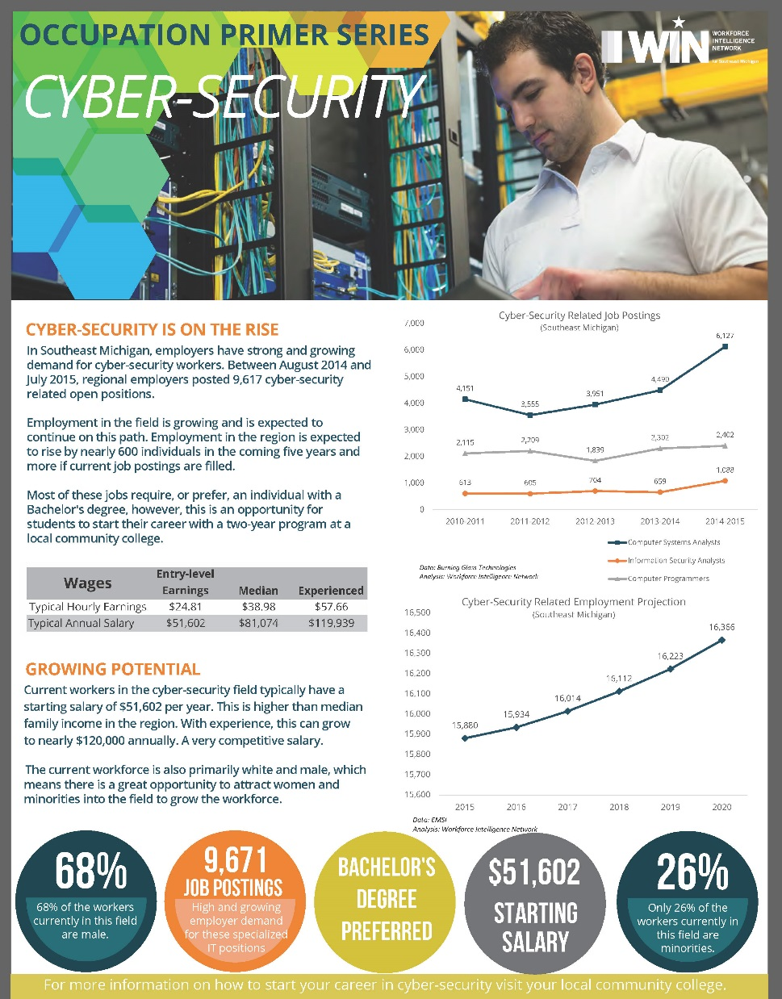 OCCUPATION PRIMER SERIES
CYBER-SECURITY
WIN
WORKFORCE
INTELLIGENCE
NETWORK
for Southeast Michigan
CYBER-SECURITY IS ON THE RISE
In Southeast Michigan, employers have strong and growing
demand for cyber-security workers. Between August 2014 and
July 2015, regional employers posted 9,617 cyber-security
related open positions.
Employment in the field is growing and is expected to
continue on this path. Employment in the region is expected
to rise by nearly 600 individuals in the coming five years and
more if current job postings are filled.
Most of these jobs require, or prefer, an individual with a
Bachelor's degree, however, this is an opportunity for
students to start their career with a two-year program at a
local community college.
Wages Entry-level Earnings Median Experienced
Typical Hourly Earnings $24.81 $38.98 $57.66
Typical Annual Salary $51,602 $81,074 $119,939
GROWING POTENTIAL
Current workers in the cyber-security field typically have a
starting salary of $51,602 per year. This is higher than median
family income in the region. With experience, this can grow
to nearly $120,000 annually. A very competitive salary.
The current workforce is also primarily white and male, which
means there is a great opportunity to attract women and
minorities into the field to grow the workforce.
Cyber-Security Related Job Postings
(Southeast Michigan)
7,000
6,000
5,000
4,000
3,000
2,000
1,000
0
4,151 3,555 3,951 4,490 6,127
2,115 2,209 1,839 2,302 2,402
613 605 704 659 1,088
2010-2011 2011-2012 2012-2013 2013-2014 2014-2015
Computer Systems Analysts
Information Security Analysts
Computer Programmers
Data: Burning Glass Technologies
Analysis: Workforce Intelligence Network
Cyber-Security Related Employment Projection
(Southeast Michigan)
16,500
16,400
16,300
16,200
16,100
16,000
15,900
15,800
15,700
15,600
15,880 15,934 16,014 16,112 16,223 16,366
2015 2016 2017 2018 2019 2020
Data: EMSI
Analysis: Workforce Intelligence Network
68%
68% of the workers
currently in this field
are male.
9,671
JOB POSTINGS
High and growing
employer demand
for these specialized
IT positions
BACHELOR'S
DEGREE
PREFERRED
$51,602
STARTING
SALARY
26%
Only 26% of the
workers currently in
this field are
minorities.
For more information on how to start your career in cyber-security visit your local community college.